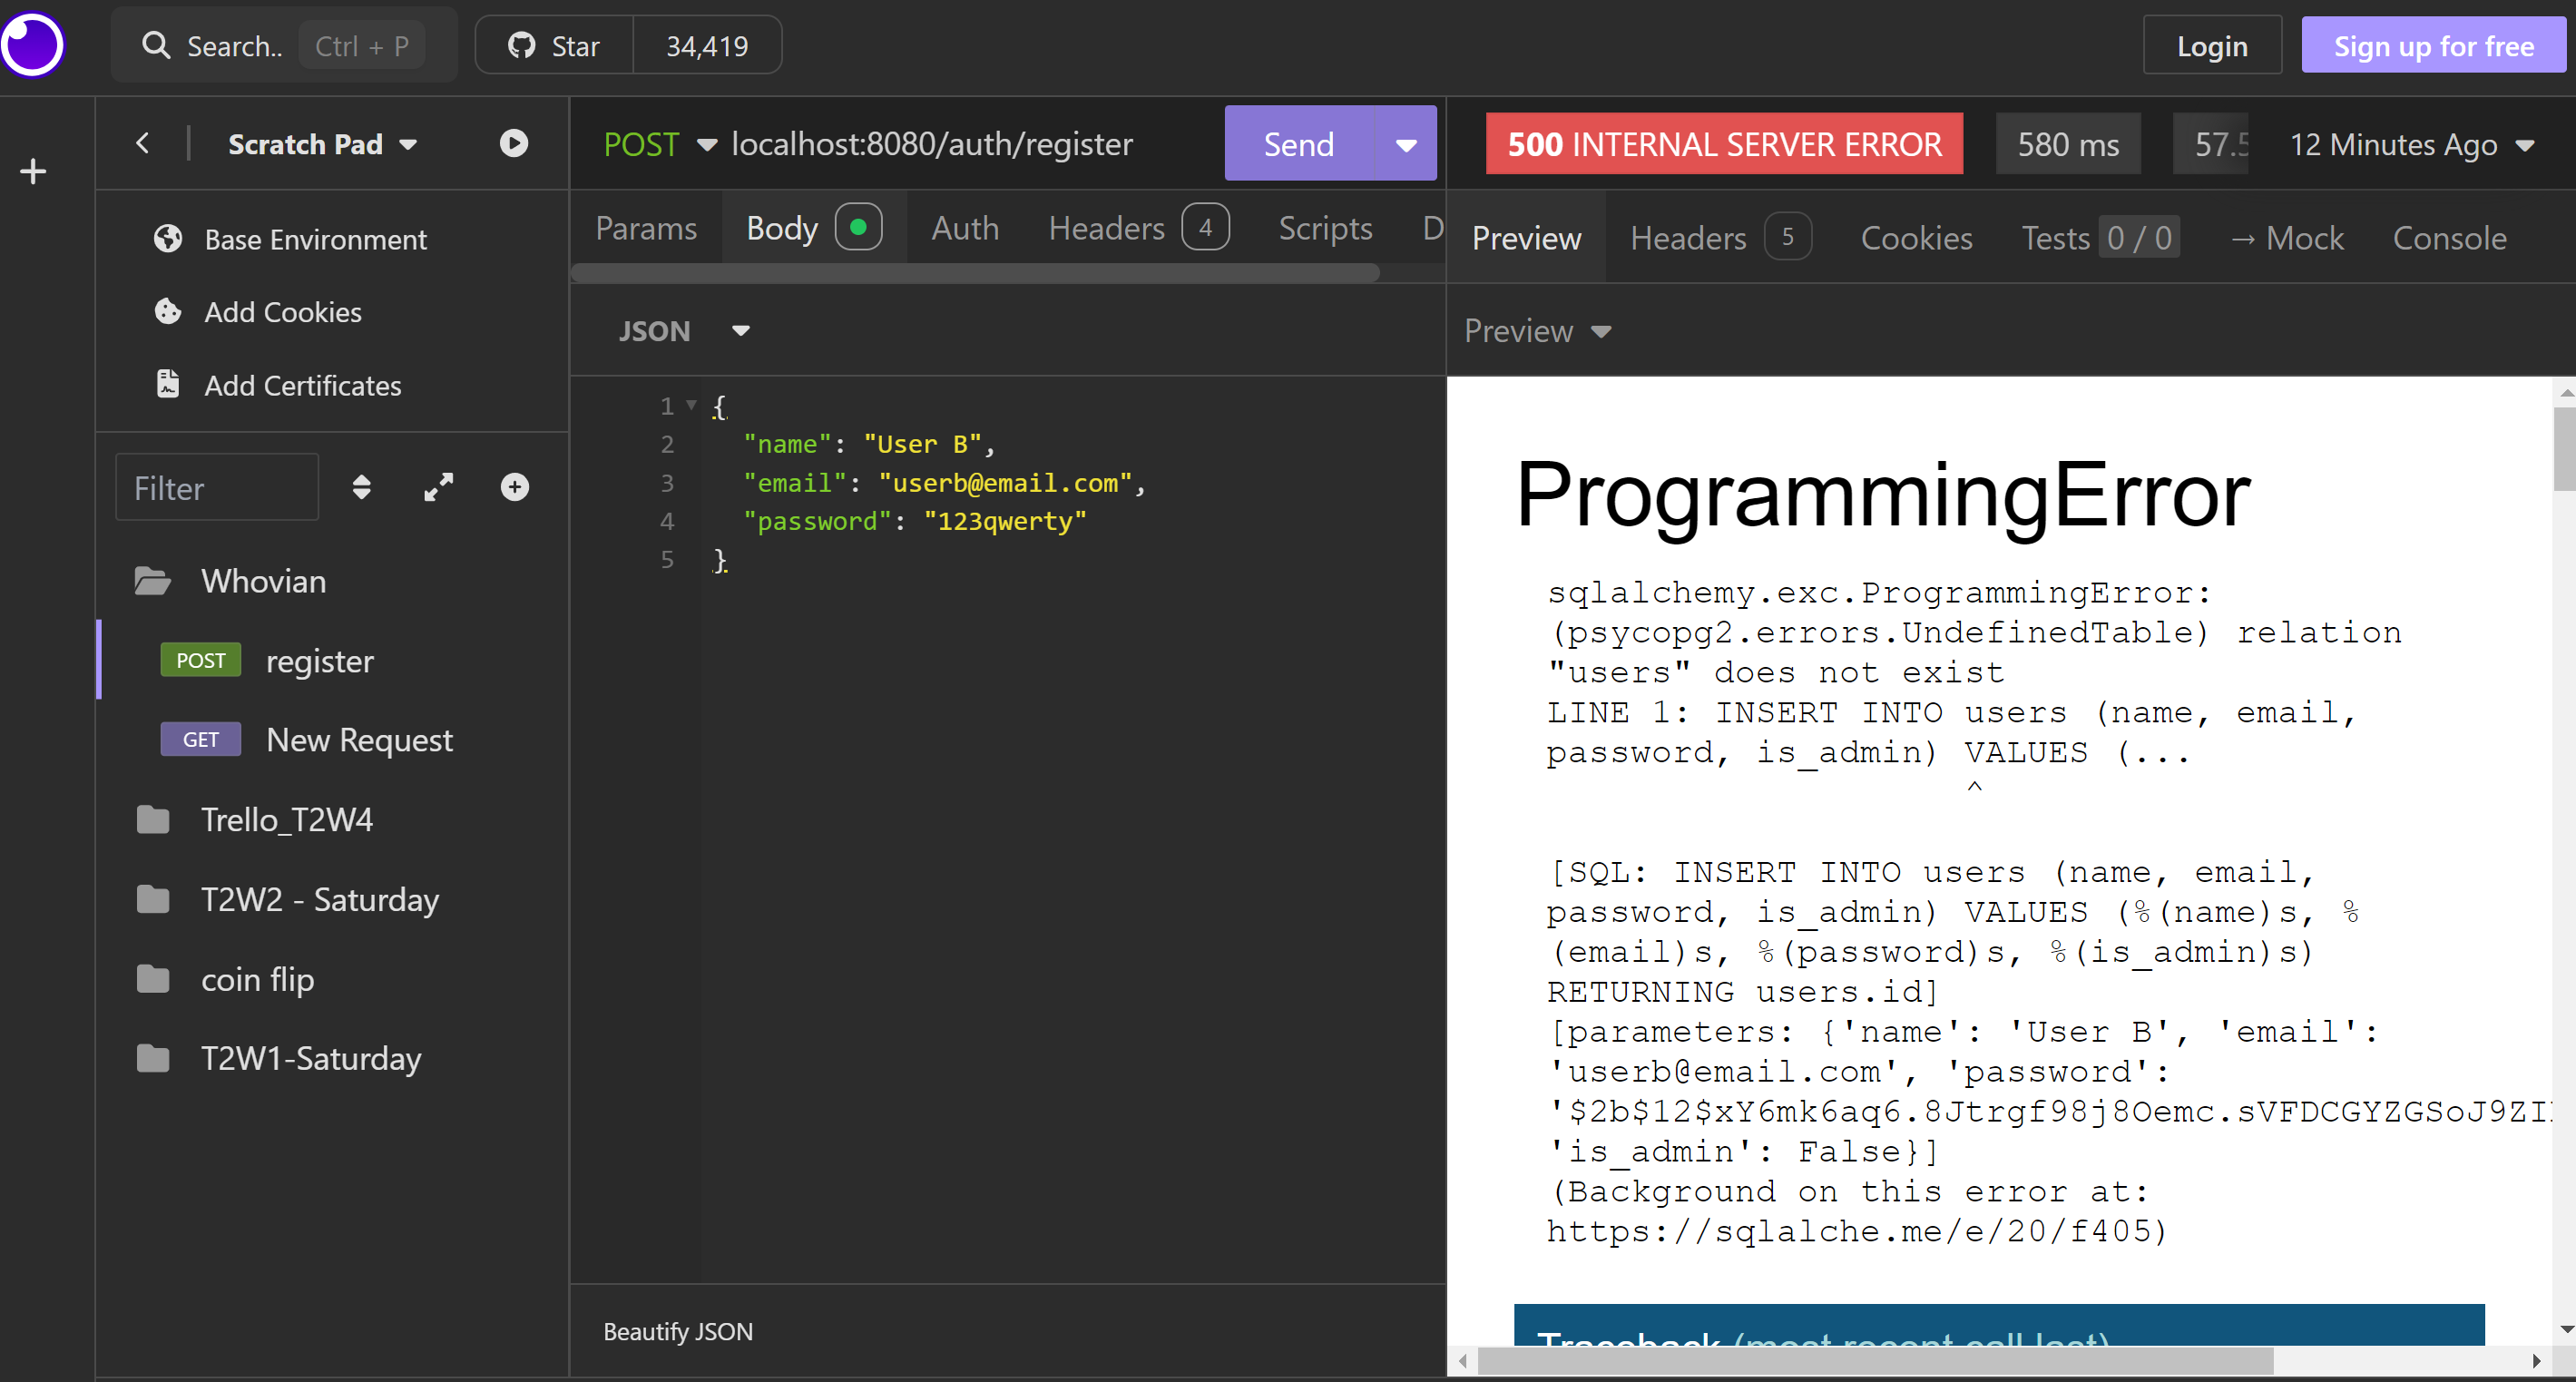 Search.. Ctrl + P
Star 34,419
Login
Sign up for free
Scratch Pad
Base Environment
Add Cookies
Add Certificates
Filter
Whovian
POST register
GET New Request
Trello_T2W4
T2W2 - Saturday
coin flip
T2W1-Saturday
POST localhost:8080/auth/register
Send
Params Body Auth Headers 4 Scripts D
JSON
1 {
2 "name": "User B",
3 "email": "userb@email.com",
4 "password": "123qwerty"
5 }
Beautify JSON
500 INTERNAL SERVER ERROR 580 ms 57.5 12 Minutes Ago
Preview Headers 5 Cookies Tests 0 / 0 → Mock Console
Preview
ProgrammingError
sqlalchemy.exc.ProgrammingError:
(psycopg2.errors.UndefinedTable) relation
"users" does not exist
LINE 1: INSERT INTO users (name, email,
password, is_admin) VALUES (...
^
[SQL: INSERT INTO users (name, email,
password, is_admin) VALUES (%(name)s, %
(email)s, %(password)s, %(is_admin)s)
RETURNING users.id]
[parameters: {'name': 'User B', 'email':
'userb@email.com', 'password':
'$2b$12$xY6mk6aq6.8Jtrgf98j8Oemc.sVFDCGYZGSoJ9ZI
'is_admin': False}]
(Background on this error at:
https://sqlalche.me/e/20/f405)
Traceback (most recent call last)